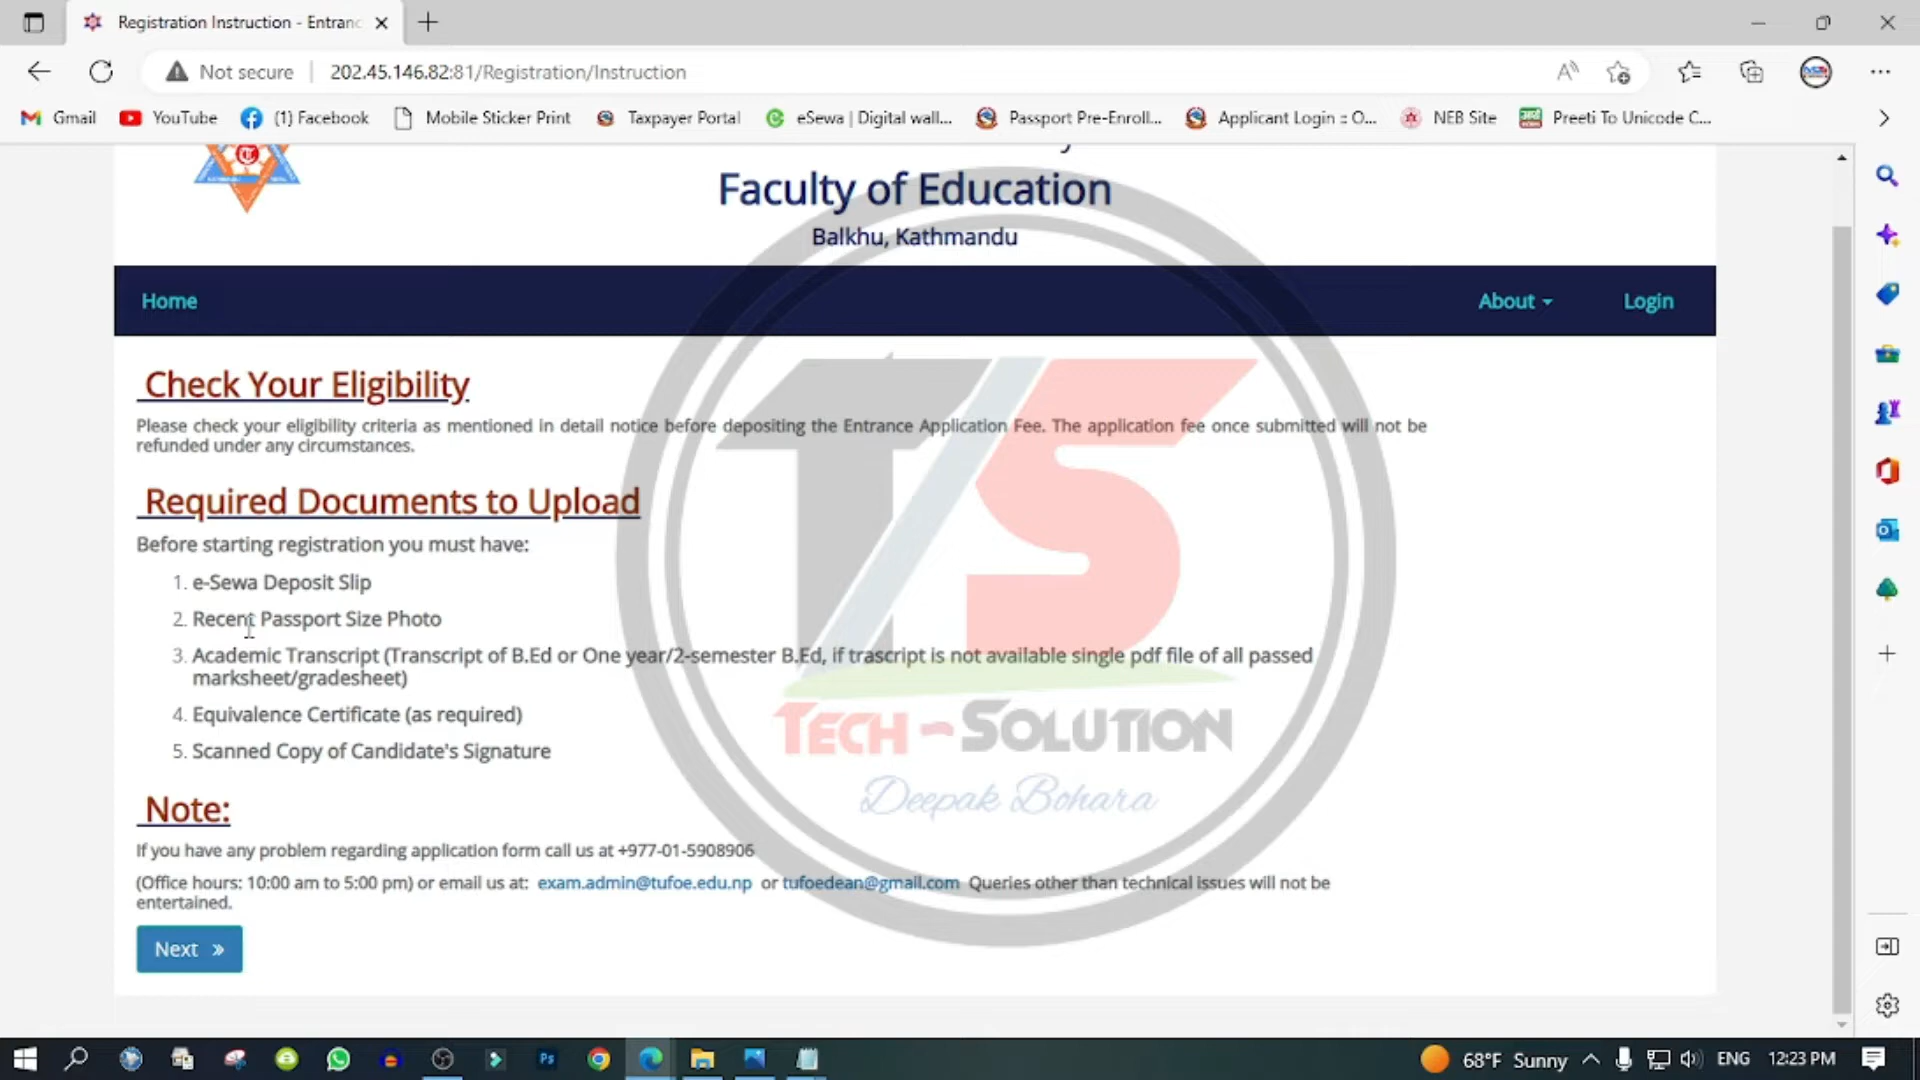 Registration Instruction - Entranc
Not secure 202.45.146.82:81/Registration/Instruction
Gmail YouTube (1) Facebook Mobile Sticker Print Taxpayer Portal eSewa | Digital wall... Passport Pre-Enroll... Applicant Login :: O... NEB Site Preeti To Unicode C...
Faculty of Education
Balkhu, Kathmandu
Home About Login
Check Your Eligibility
Please check your eligibility criteria as mentioned in detail notice before depositing the Entrance Application Fee. The application fee once submitted will not be
refunded under any circumstances.
Required Documents to Upload
Before starting registration you must have:
1. e-Sewa Deposit Slip
2. Recent Passport Size Photo
3. Academic Transcript (Transcript of B.Ed or One year/2-semester B.Ed, if trascript is not available single pdf file of all passed
marksheet/gradesheet)
4. Equivalence Certificate (as required)
5. Scanned Copy of Candidate's Signature
TS
TECH-SOLUTION
Deepak Bohara
Note:
If you have any problem regarding application form call us at +977-01-5908906
(Office hours: 10:00 am to 5:00 pm) or email us at: exam.admin@tufoe.edu.np or tufoedean@gmail.com Queries other than technical issues will not be
entertained.
Next »
68°F Sunny ENG 12:23 PM